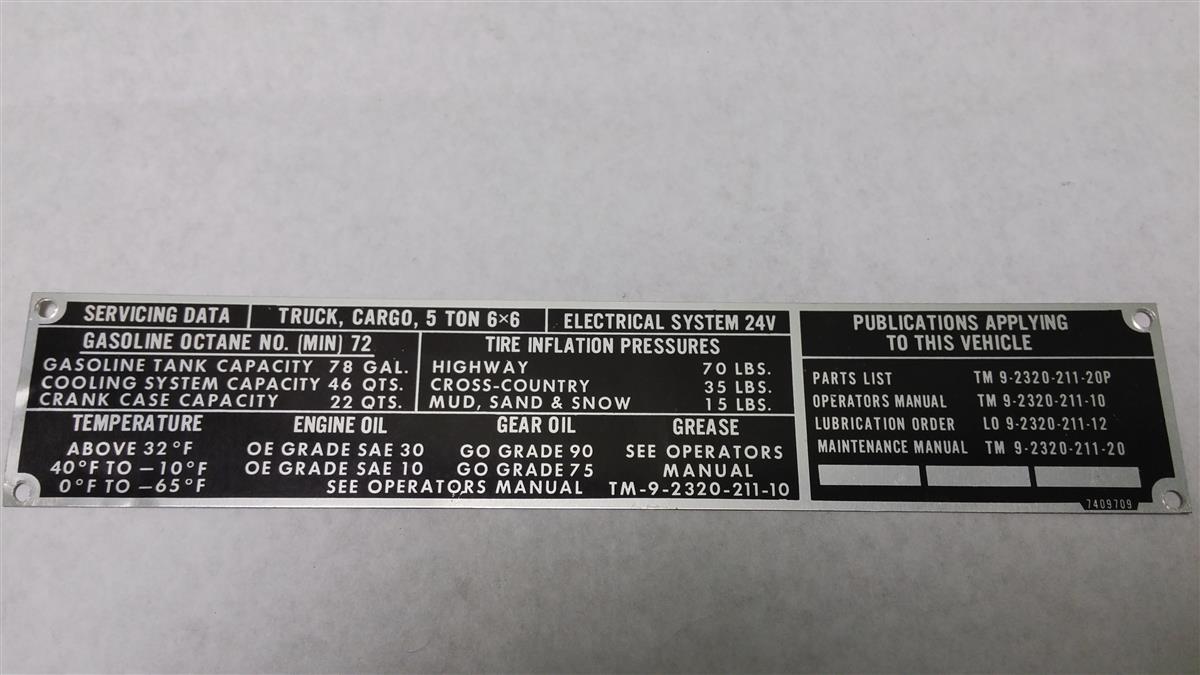 SERVICING DATA
TRUCK, CARGO, 5 TON 6×6
ELECTRICAL SYSTEM 24V
GASOLINE OCTANE NO. (MIN) 72
GASOLINE TANK CAPACITY 78 GAL.
COOLING SYSTEM CAPACITY 46 QTS.
CRANK CASE CAPACITY 22 QTS.
TIRE INFLATION PRESSURES
HIGHWAY 70 LBS.
CROSS-COUNTRY 35 LBS.
MUD, SAND & SNOW 15 LBS.
TEMPERATURE ENGINE OIL GEAR OIL GREASE
ABOVE 32°F OE GRADE SAE 30 GO GRADE 90 SEE OPERATORS
40°F TO –10°F OE GRADE SAE 10 GO GRADE 75 MANUAL
0°F TO –65°F SEE OPERATORS MANUAL TM-9-2320-211-10
PUBLICATIONS APPLYING
TO THIS VEHICLE
PARTS LIST TM 9-2320-211-20P
OPERATORS MANUAL TM 9-2320-211-10
LUBRICATION ORDER LO 9-2320-211-12
MAINTENANCE MANUAL TM 9-2320-211-20
7409709